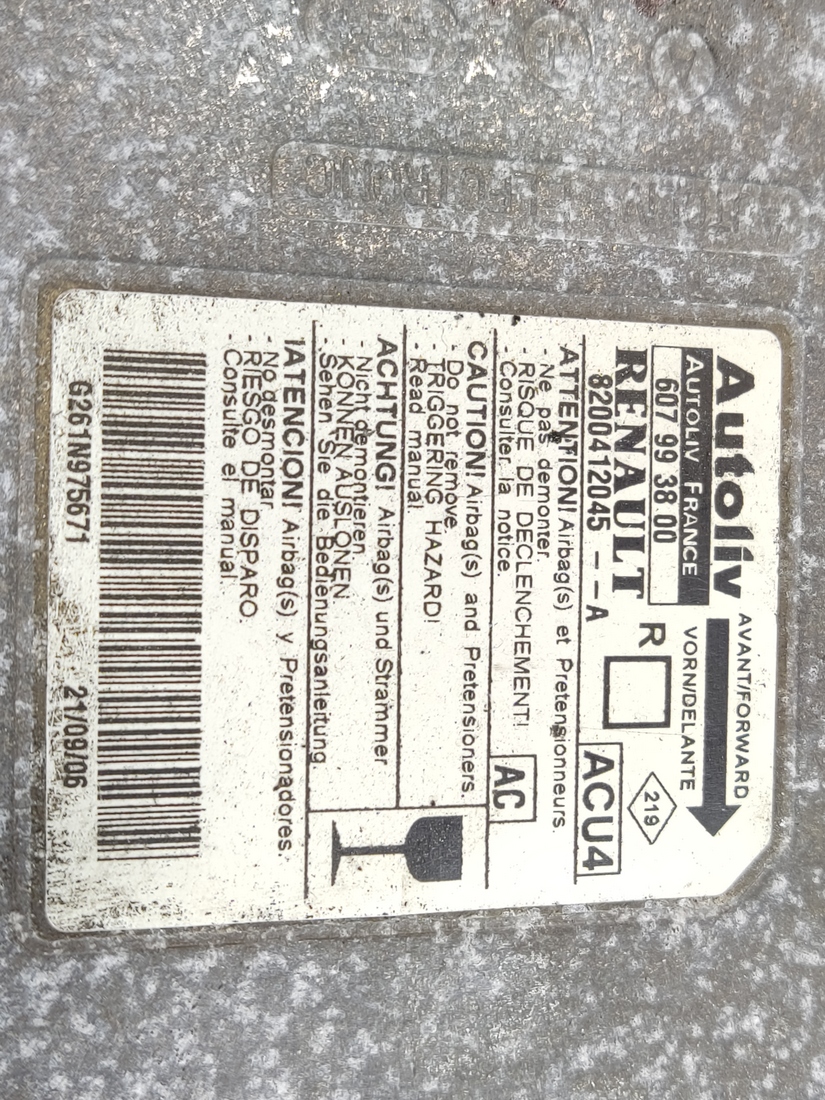 ELECTRONIC
Autoliv
AVANT/FORWARD
AUTOLIV FRANCE
VORN/DELANTE
607 99 38 00
R
219
RENAULT
8200412045 --A
ACU4
ATTENTION! Airbag(s) et Pretensionneurs.
- Ne pas demonter.
- RISQUE DE DECLENCHEMENT!
- Consulter la notice.
AC
CAUTION! Airbag(s) and Pretensioners.
- Do not remove.
- TRIGGERING HAZARD!
- Read manual.
ACHTUNG! Airbag(s) und Strammer
- Nicht demontieren.
- KONNEN AUSLONEN.
- Sehen Sie die Bedienungsanleitung.
!ATENCION! Airbag(s) y Pretensionadores.
- No desmontar.
- RIESGO DE DISPARO.
- Consulte el manual.
G261N975671
21/09/06